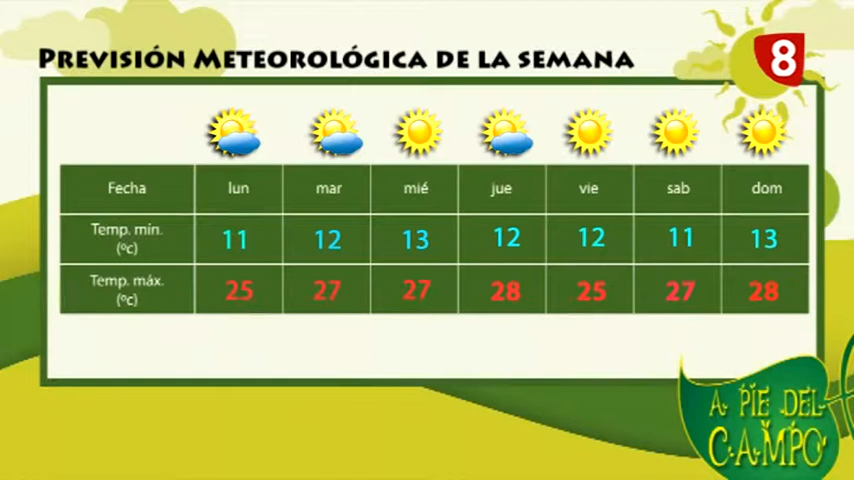 PREVISIÓN METEOROLÓGICA DE LA SEMANA
8
Fecha lun mar mié jue vie sab dom
Temp. mín. (ºc) 11 12 13 12 12 11 13
Temp. máx. (ºc) 25 27 27 28 25 27 28
A PIE DEL
CAMPO